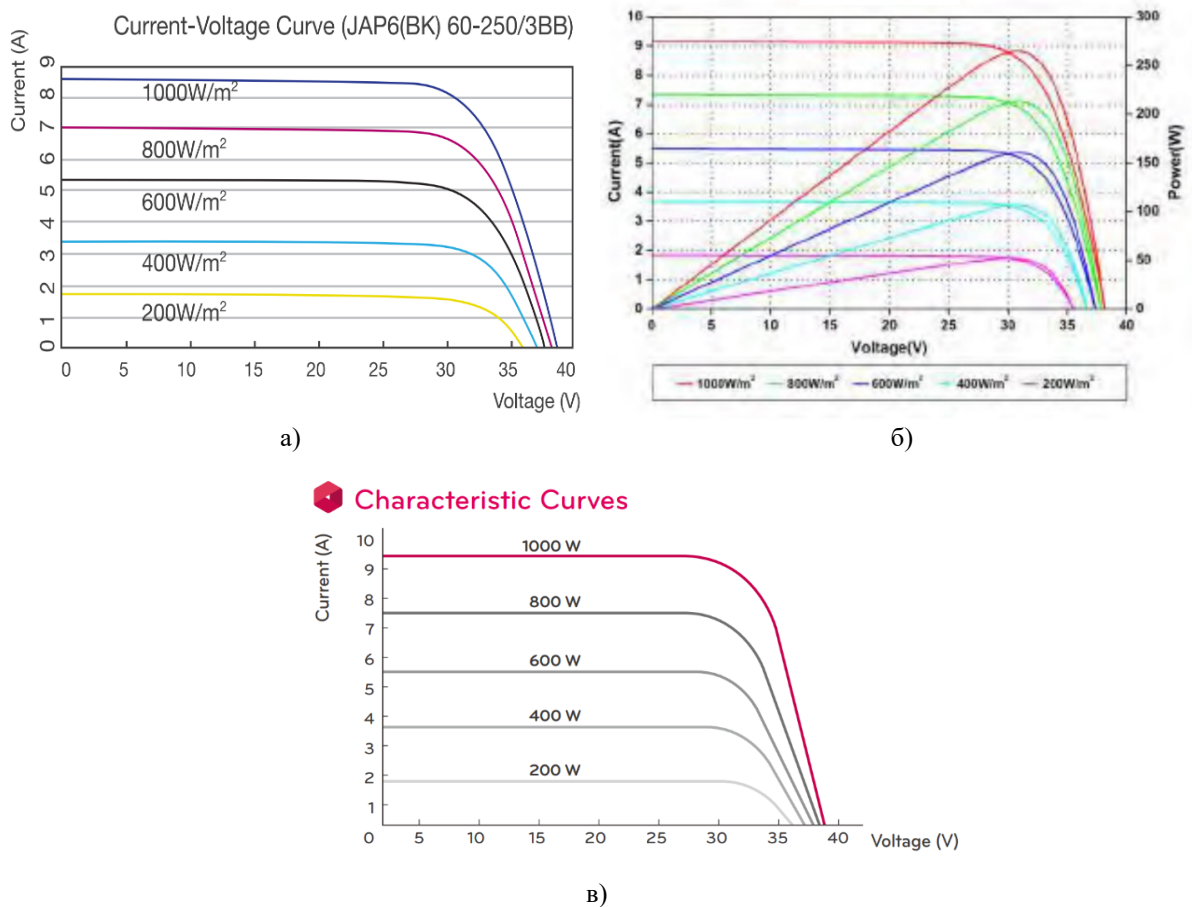 Current-Voltage Curve (JAP6(BK) 60-250/3BB)
Current (A)
9
8
7
6
5
4
3
2
1
0
1000W/m²
800W/m²
600W/m²
400W/m²
200W/m²
0 5 10 15 20 25 30 35 40
Voltage (V)
а)
10
9
8
7
6
5
4
3
2
1
0
Current(A)
300
250
200
150
100
50
0
Power(W)
0 5 10 15 20 25 30 35 40
Voltage(V)
1000W/m² 800W/m² 600W/m² 400W/m² 200W/m²
б)
Characteristic Curves
Current (A)
10
9
8
7
6
5
4
3
2
1
1000 W
800 W
600 W
400 W
200 W
0 5 10 15 20 25 30 35 40 Voltage (V)
в)